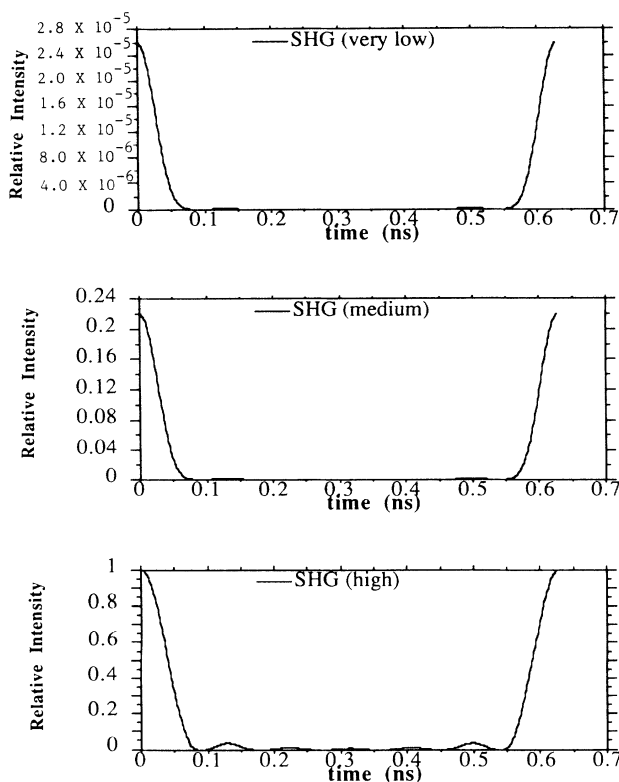 Relative Intensity
2.8 X 10-5
2.4 X 10-5
2.0 X 10-5
1.6 X 10-5
1.2 X 10-5
8.0 X 10-6
4.0 X 10-6
0
SHG (very low)
0 0.1 0.2 0.3 0.4 0.5 0.6 0.7
time (ns)
Relative Intensity
0.24
0.2
0.16
0.12
0.08
0.04
0
SHG (medium)
0 0.1 0.2 0.3 0.4 0.5 0.6 0.7
time (ns)
Relative Intensity
1
0.8
0.6
0.4
0.2
0
SHG (high)
0 0.1 0.2 0.3 0.4 0.5 0.6 0.7
time (ns)